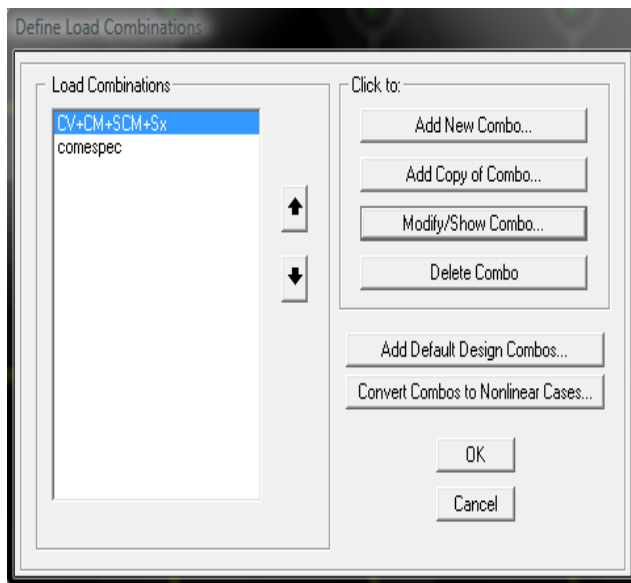 Define Load Combinations
Load Combinations
CV+CM+SCM+Sx
comespec
Click to:
Add New Combo...
Add Copy of Combo...
Modify/Show Combo...
Delete Combo
Add Default Design Combos...
Convert Combos to Nonlinear Cases...
OK
Cancel